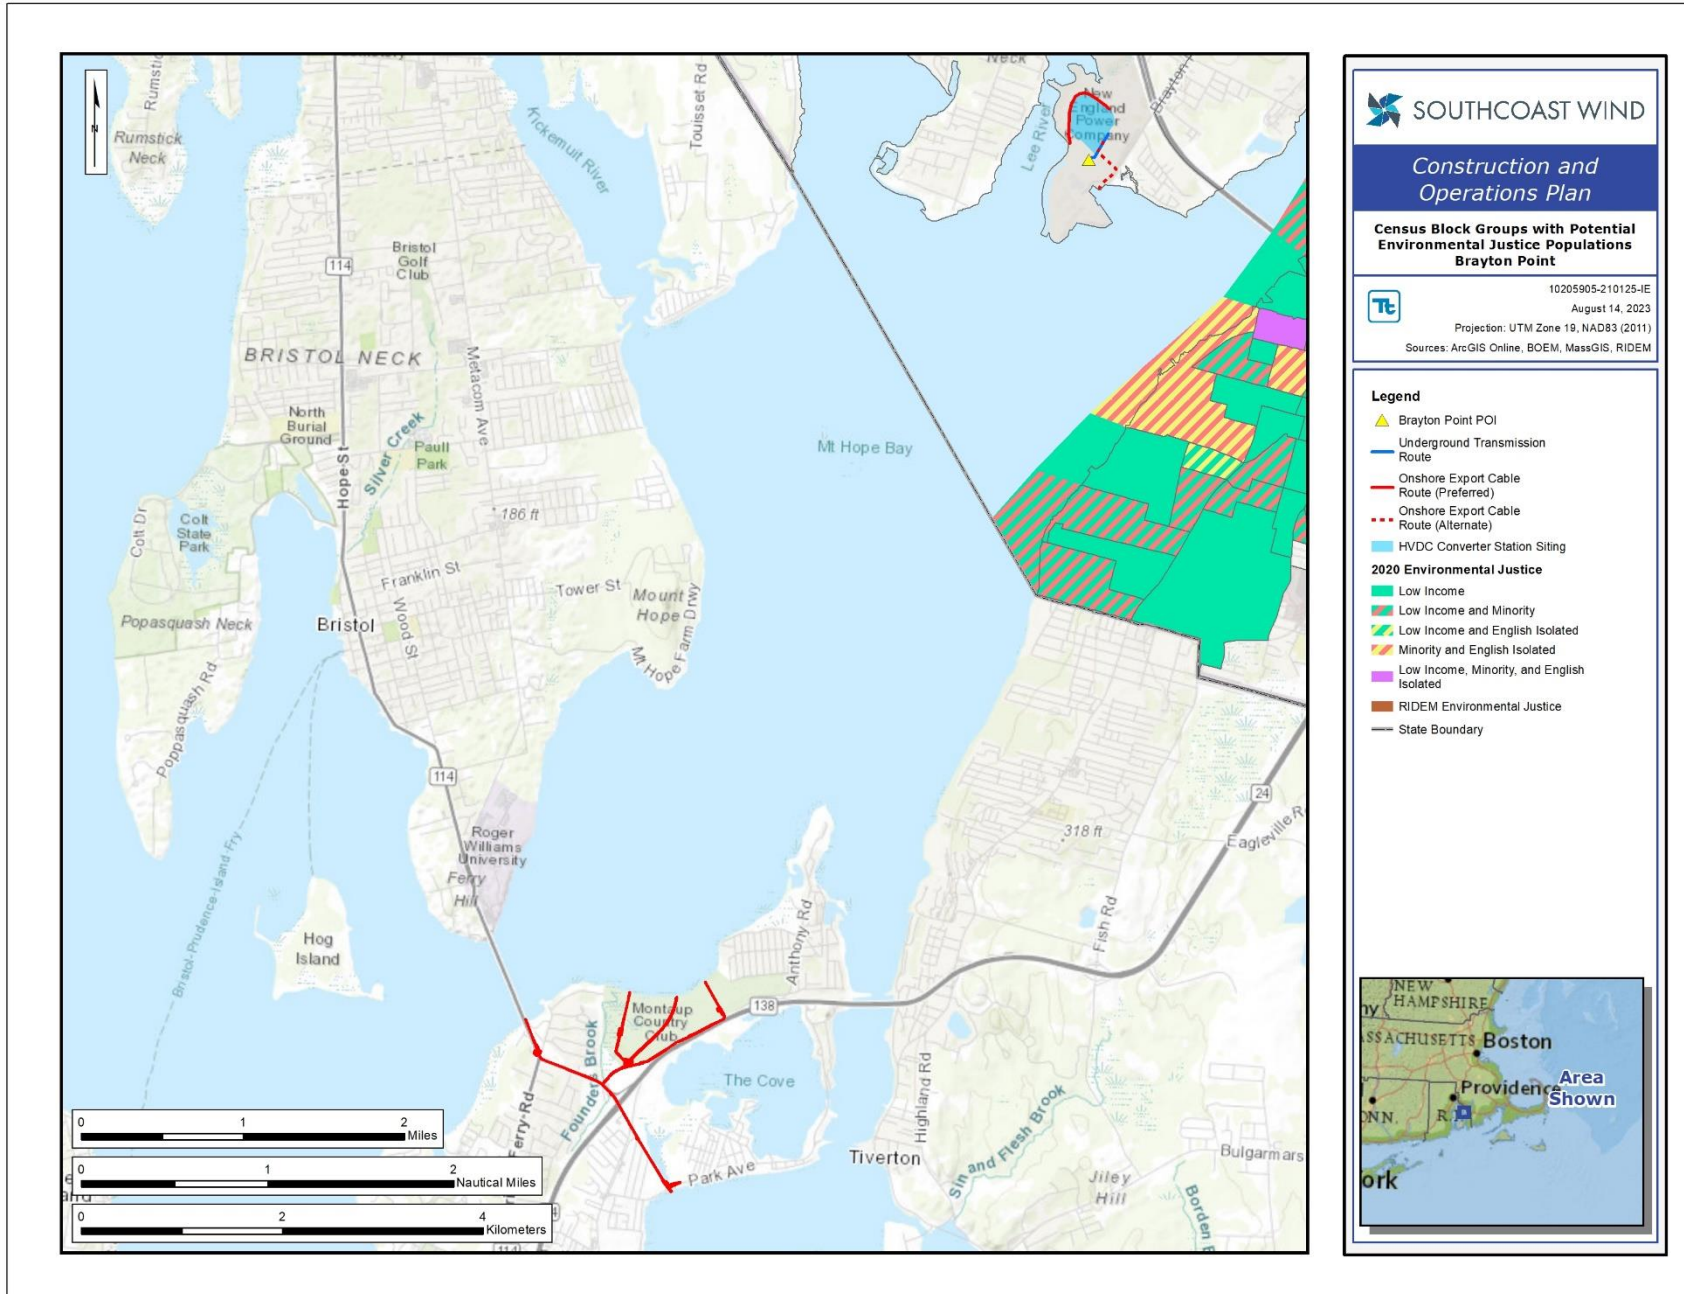 Rumstick
Neck
Kickemuit River
Touisset Rd
Neck
Lee River
New
England
Power
Company
N
114
Bristol
Golf
Club
BRISTOL NECK
Metacom Ave
North
Burial
Ground
Hope St
Silver Creek
Paull
Park
Mt Hope Bay
186 ft
Colt Dr
Colt
State
Park
Franklin St
Wood St
Tower St
Mount
Hope
Mt Hope Farm Drwy
Popasquash Neck
Bristol
Poppasquash Rd
114
Roger
Williams
University
Ferry
Hill
Bristol-Prudence-Island-Fry
Hog
Island
24
318 ft
Eagleville R
Anthony Rd
Fish Rd
138
Montaup
Country
Club
Founders Brook
The Cove
Highland Rd
Ferry-Rd
Park Ave
Tiverton
Sin and Flesh Brook
Jiley
Hill
Bulgarmars
Borden B
114
0 1 2
Miles
0 1 2
Nautical Miles
0 2 4
Kilometers
SOUTHCOAST WIND
Construction and
Operations Plan
Census Block Groups with Potential
Environmental Justice Populations
Brayton Point
Tt
10205905-210125-IE
August 14, 2023
Projection: UTM Zone 19, NAD83 (2011)
Sources: ArcGIS Online, BOEM, MassGIS, RIDEM
Legend
Brayton Point POI
Underground Transmission
Route
Onshore Export Cable
Route (Preferred)
Onshore Export Cable
Route (Alternate)
HVDC Converter Station Siting
2020 Environmental Justice
Low Income
Low Income and Minority
Low Income and English Isolated
Minority and English Isolated
Low Income, Minority, and English
Isolated
RIDEM Environmental Justice
State Boundary
NEW
HAMPSHIRE
ny
ASSACHUSETTS
Boston
Providence
Area
Shown
ONN.
R
ork